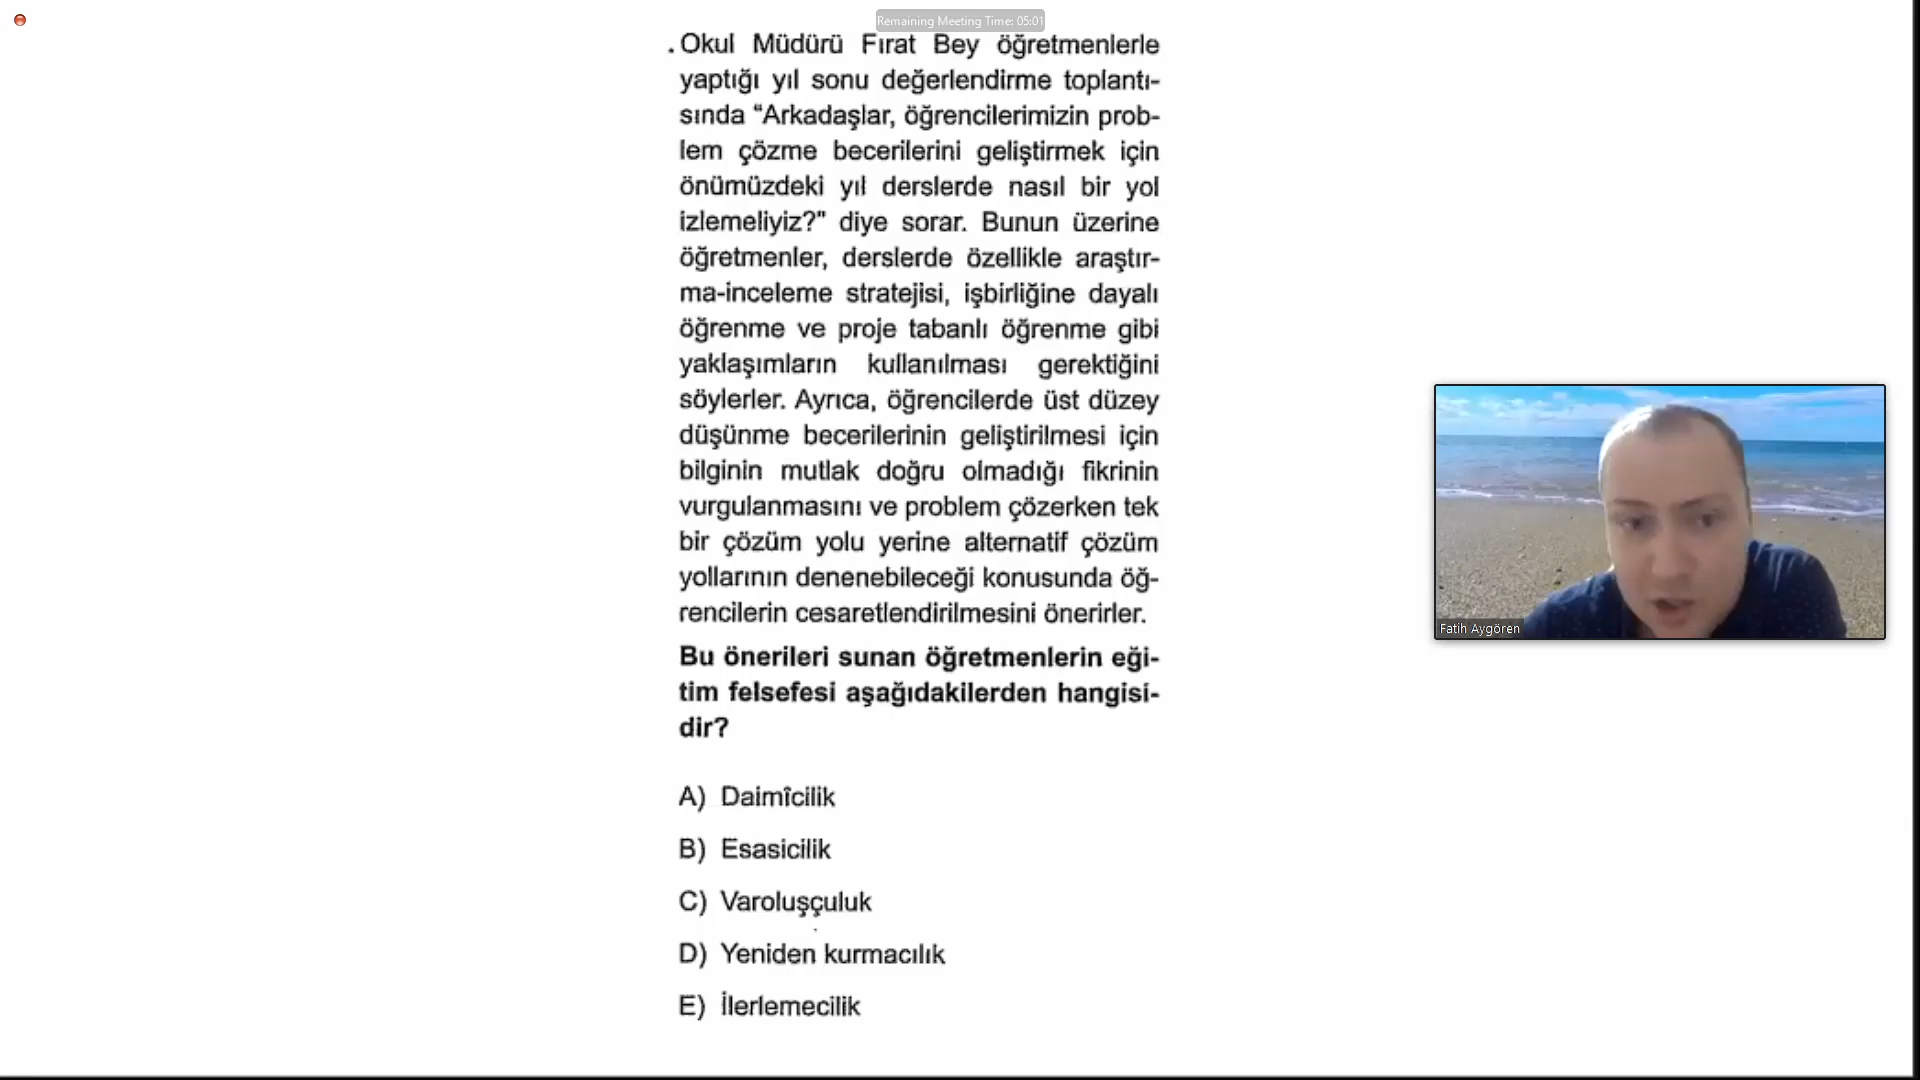 Remaining Meeting Time: 05:01
. Okul Müdürü Fırat Bey öğretmenlerle
yaptığı yıl sonu değerlendirme toplantı-
sında “Arkadaşlar, öğrencilerimizin prob-
lem çözme becerilerini geliştirmek için
önümüzdeki yıl derslerde nasıl bir yol
izlemeliyiz?” diye sorar. Bunun üzerine
öğretmenler, derslerde özellikle araştır-
ma-inceleme stratejisi, işbirliğine dayalı
öğrenme ve proje tabanlı öğrenme gibi
yaklaşımların kullanılması gerektiğini
söylerler. Ayrıca, öğrencilerde üst düzey
düşünme becerilerinin geliştirilmesi için
bilginin mutlak doğru olmadığı fikrinin
vurgulanmasını ve problem çözerken tek
bir çözüm yolu yerine alternatif çözüm
yollarının denenebileceği konusunda öğ-
rencilerin cesaretlendirilmesini önerirler.
Bu önerileri sunan öğretmenlerin eği-
tim felsefesi aşağıdakilerden hangisi-
dir?
A) Daimîcilik
B) Esasicilik
C) Varoluşçuluk
D) Yeniden kurmacılık
E) İlerlemecilik
Fatih Aygören